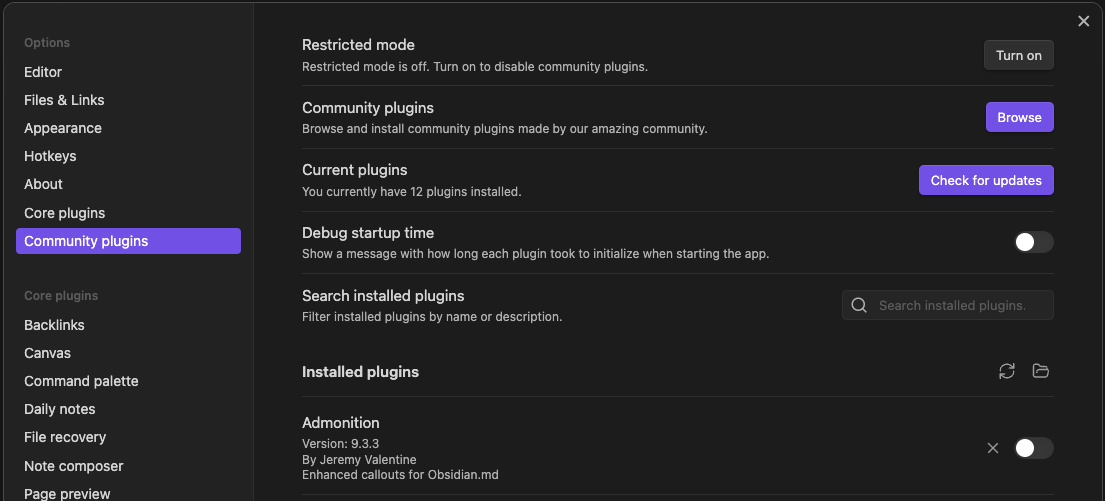 Options
Editor
Files & Links
Appearance
Hotkeys
About
Core plugins
Community plugins
Core plugins
Backlinks
Canvas
Command palette
Daily notes
File recovery
Note composer
Page preview
Restricted mode
Restricted mode is off. Turn on to disable community plugins.
Turn on
Community plugins
Browse and install community plugins made by our amazing community.
Browse
Current plugins
You currently have 12 plugins installed.
Check for updates
Debug startup time
Show a message with how long each plugin took to initialize when starting the app.
Search installed plugins
Filter installed plugins by name or description.
Search installed plugins.
Installed plugins
Admonition
Version: 9.3.3
By Jeremy Valentine
Enhanced callouts for Obsidian.md